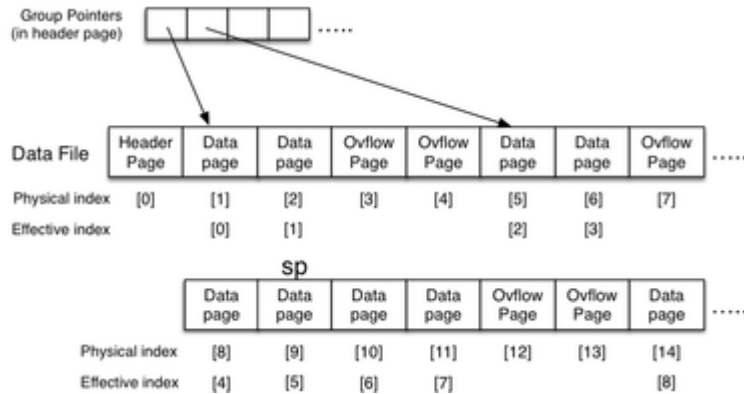 Group Pointers
(in header page) .....
Data File Header Page Data page Data page Ovflow Page Ovflow Page Data page Data page Ovflow Page .....
Physical index [0] [1] [2] [3] [4] [5] [6] [7]
Effective index [0] [1] [2] [3]
sp
Data page Data page Data page Data page Ovflow Page Ovflow Page Data page .....
Physical index [8] [9] [10] [11] [12] [13] [14]
Effective index [4] [5] [6] [7] [8]